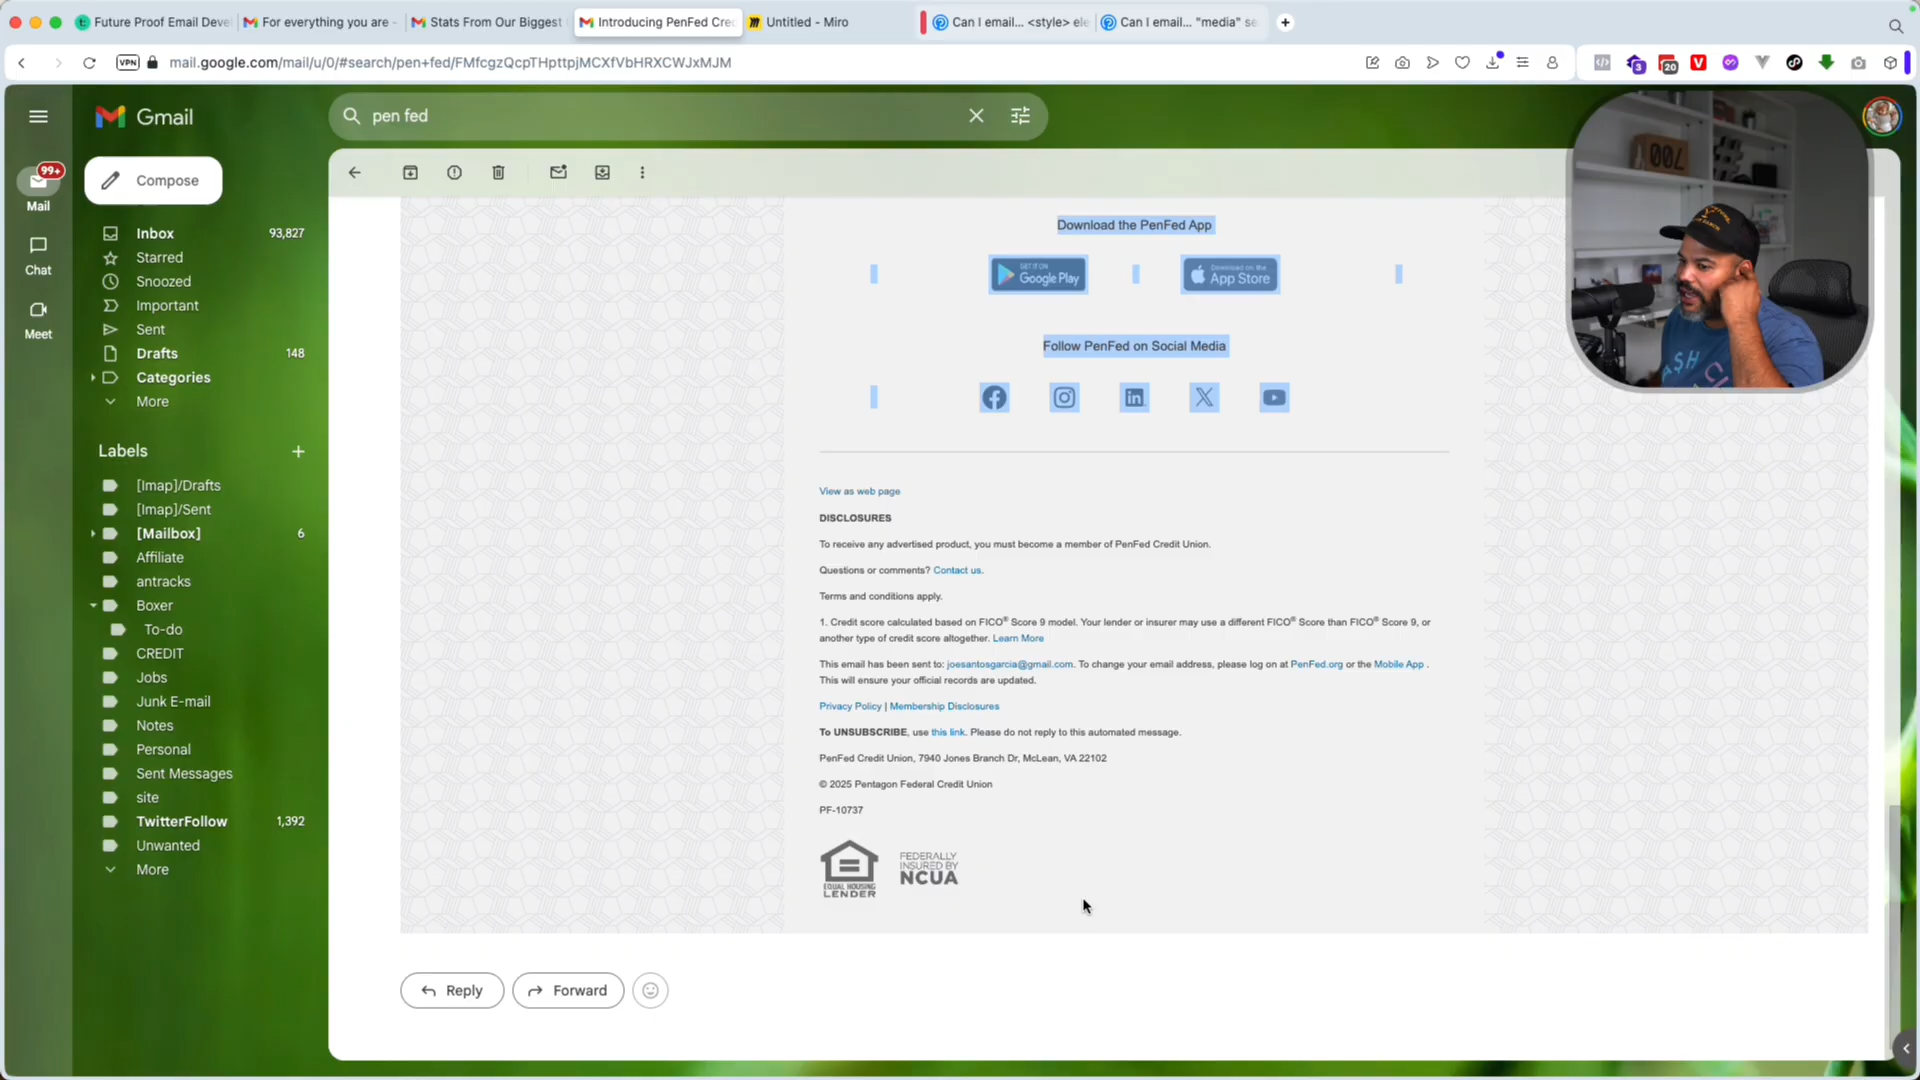 Future Proof Email Deve
For everything you are -
Stats From Our Biggest
Introducing PenFed Cre
Untitled - Miro
Can I email... <style> ele
Can I email... "media" se
VPN
mail.google.com/mail/u/0/#search/pen+fed/FMfcgzQcpTHpttpjMCXfVbHRXCWJxMJM
3
20
Gmail
pen fed
99+
Mail
Chat
Meet
Compose
Inbox 93,827
Starred
Snoozed
Important
Sent
Drafts 148
Categories
More
Labels
[Imap]/Drafts
[Imap]/Sent
[Mailbox] 6
Affiliate
antracks
Boxer
To-do
CREDIT
Jobs
Junk E-mail
Notes
Personal
Sent Messages
site
TwitterFollow 1,392
Unwanted
More
Download the PenFed App
GET IT ON
Google Play
Download on the
App Store
Follow PenFed on Social Media
View as web page
DISCLOSURES
To receive any advertised product, you must become a member of PenFed Credit Union.
Questions or comments? Contact us.
Terms and conditions apply.
1. Credit score calculated based on FICO® Score 9 model. Your lender or insurer may use a different FICO® Score than FICO® Score 9, or
another type of credit score altogether. Learn More
This email has been sent to: joesantosgarcia@gmail.com. To change your email address, please log on at PenFed.org or the Mobile App .
This will ensure your official records are updated.
Privacy Policy | Membership Disclosures
To UNSUBSCRIBE, use this link. Please do not reply to this automated message.
PenFed Credit Union, 7940 Jones Branch Dr, McLean, VA 22102
© 2025 Pentagon Federal Credit Union
PF-10737
EQUAL HOUSING
LENDER
FEDERALLY
INSURED BY
NCUA
Reply
Forward